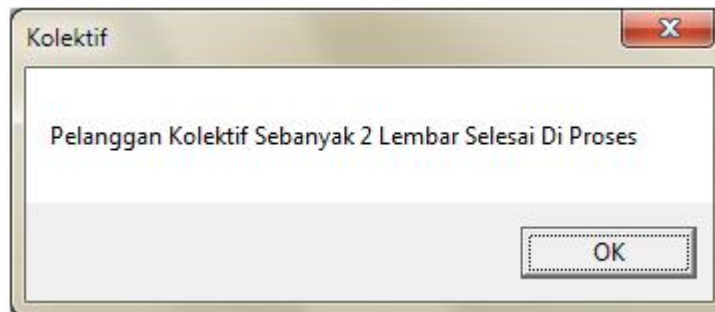 Kolektif
Pelanggan Kolektif Sebanyak 2 Lembar Selesai Di Proses
OK